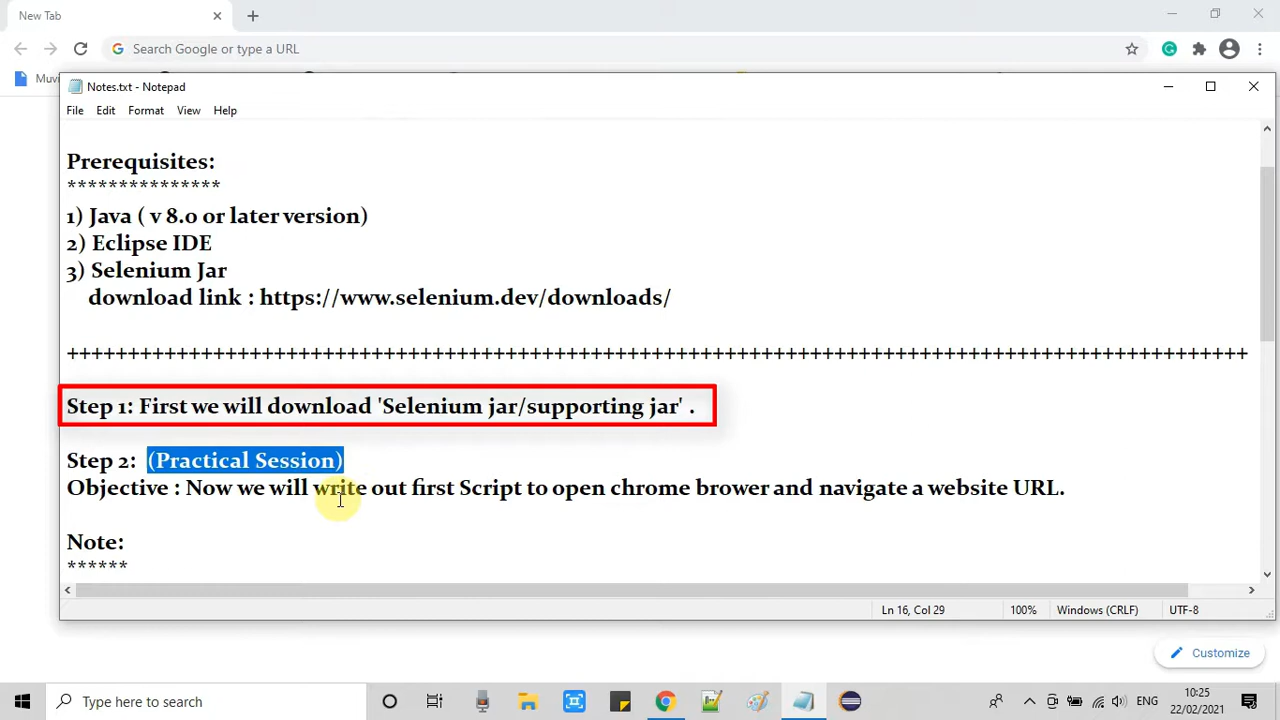 New Tab
Search Google or type a URL
Muvi
Notes.txt - Notepad
File Edit Format View Help
Prerequisites:
***************
1) Java ( v 8.0 or later version)
2) Eclipse IDE
3) Selenium Jar
download link : https://www.selenium.dev/downloads/
++++++++++++++++++++++++++++++++++++++++++++++++++++++++++++++++++++++++++++++++++++++++++++++++
Step 1: First we will download 'Selenium jar/supporting jar' .
Step 2: (Practical Session)
Objective : Now we will write out first Script to open chrome brower and navigate a website URL.
Note:
******
Ln 16, Col 29 100% Windows (CRLF) UTF-8
Customize
Type here to search
ENG
10:25
22/02/2021